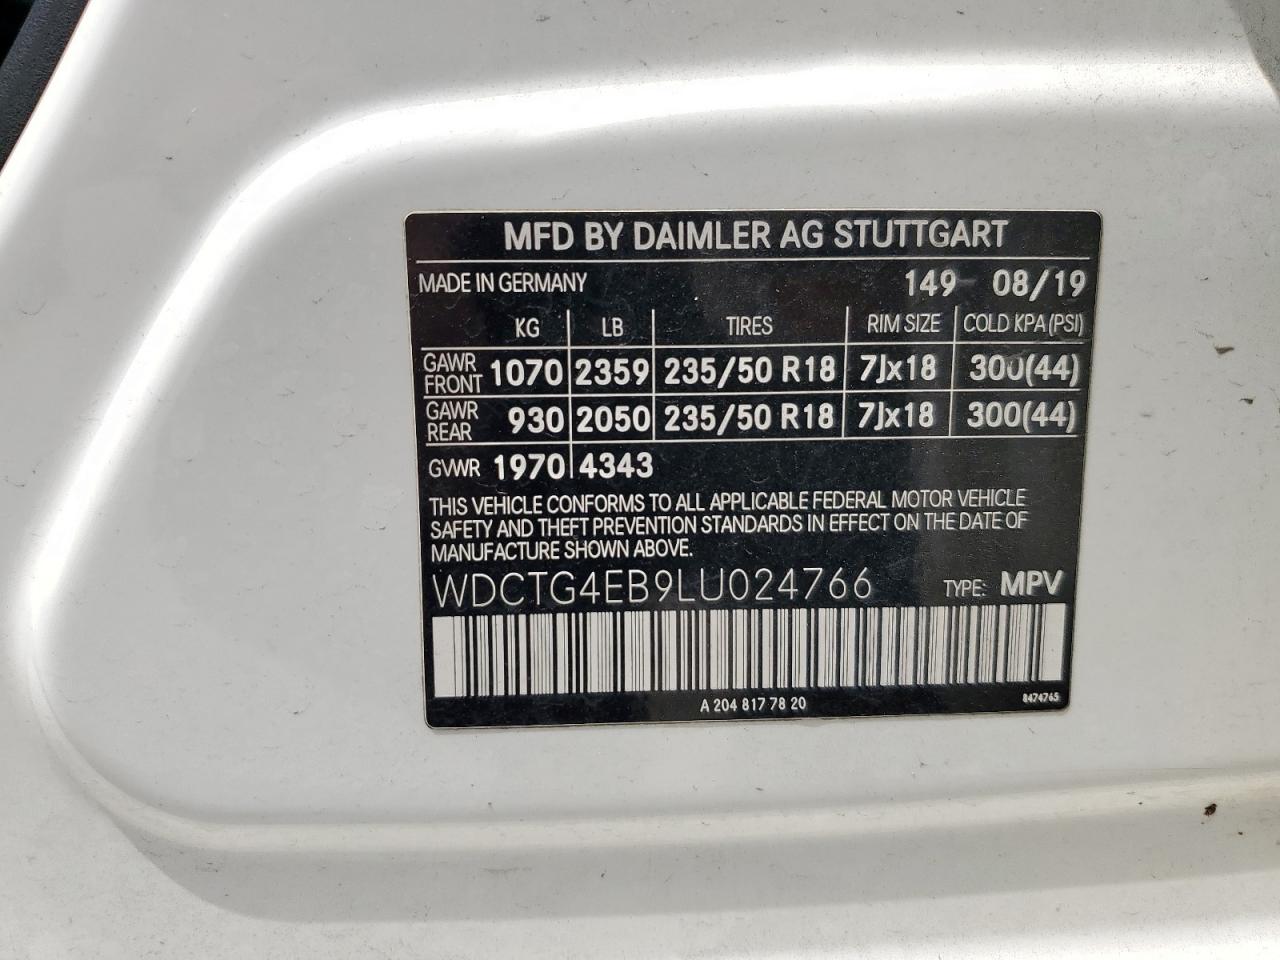 MFD BY DAIMLER AG STUTTGART
MADE IN GERMANY 149 08/19
KG LB TIRES RIM SIZE COLD KPA (PSI)
GAWR FRONT 1070 2359 235/50 R18 7Jx18 300(44)
GAWR REAR 930 2050 235/50 R18 7Jx18 300(44)
GVWR 1970 4343
THIS VEHICLE CONFORMS TO ALL APPLICABLE FEDERAL MOTOR VEHICLE
SAFETY AND THEFT PREVENTION STANDARDS IN EFFECT ON THE DATE OF
MANUFACTURE SHOWN ABOVE.
WDCTG4EB9LU024766 TYPE: MPV
A 204 817 78 20 8474765